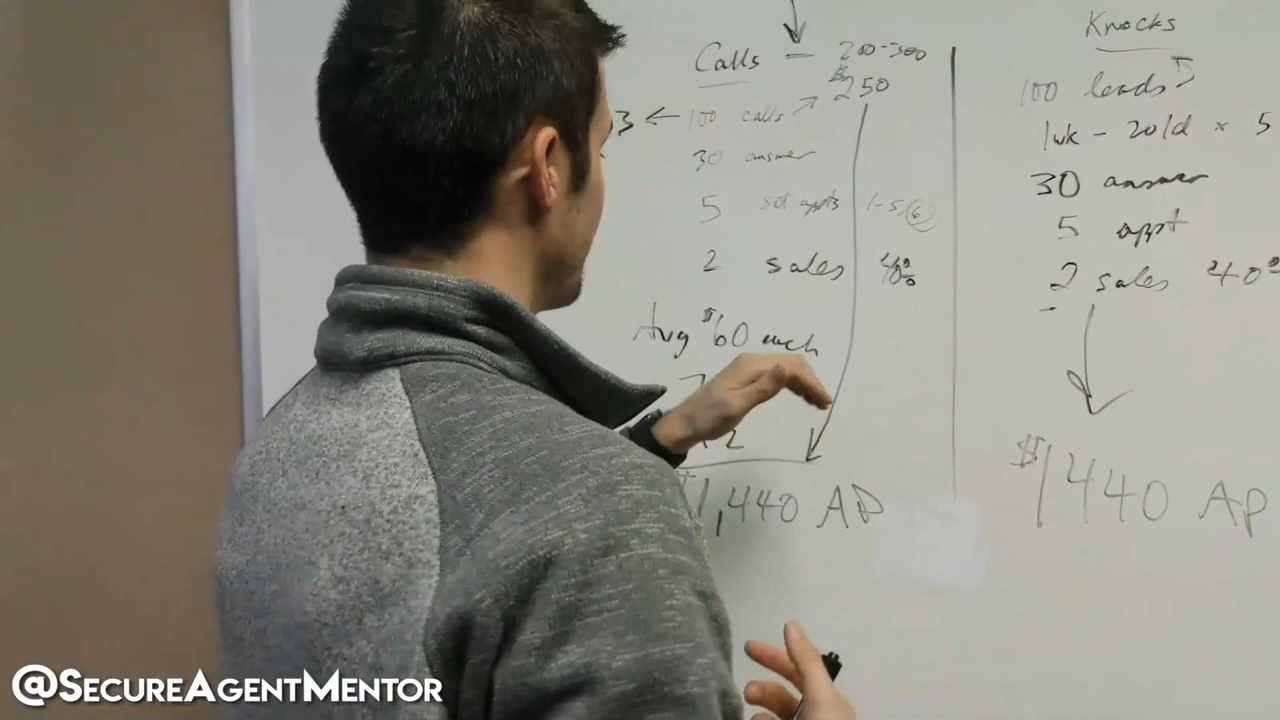 Calls = 200-300
250
3 ← 100 calls
30 answer
5 set appts 1-5 6
2 sales 40%
Avg $60 each
2
$1,440 AP
Knocks
100 leads
1wk - 20/d x 5
30 answer
5 appt
2 sales 40%
$1440 AP
@SecureAgentMentor